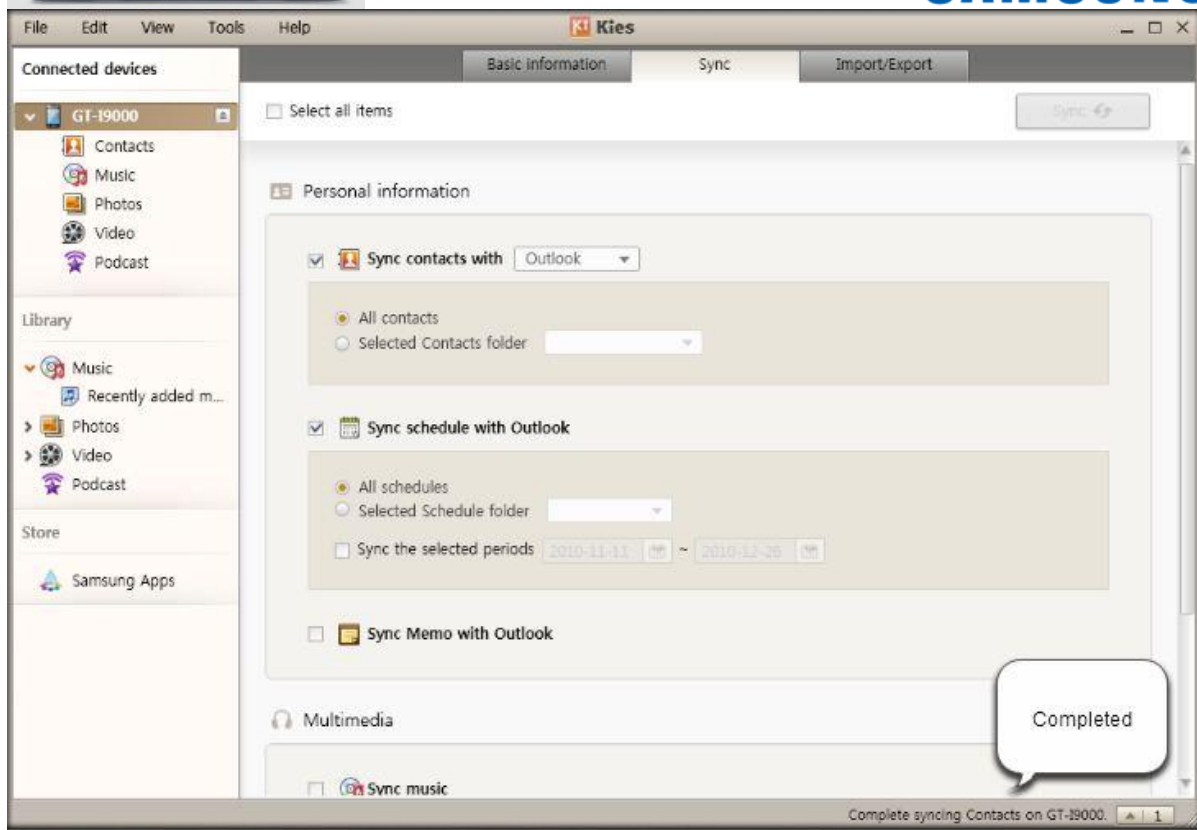 SAMSUNG
File Edit View Tools Help Kies
Connected devices
Basic information Sync Import/Export
GT-I9000
Select all items Sync
Contacts
Music
Photos
Video
Podcast
Personal information
Sync contacts with Outlook
All contacts
Selected Contacts folder
Library
Music
Recently added m...
Photos
Video
Podcast
Sync schedule with Outlook
All schedules
Selected Schedule folder
Sync the selected periods 2010-11-11 ~ 2010-12-26
Store
Samsung Apps
Sync Memo with Outlook
Multimedia
Completed
Sync music
Complete syncing Contacts on GT-I9000. 1